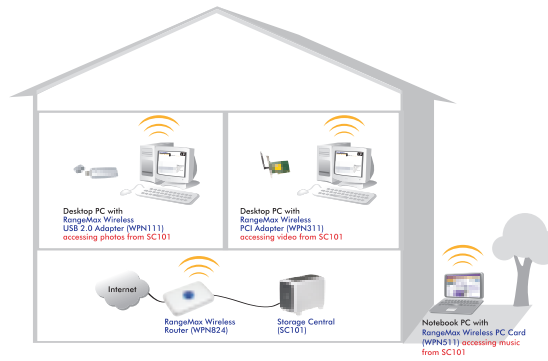 Desktop PC with
RangeMax Wireless
USB 2.0 Adapter (WPN111)
accessing photos from SC101
Desktop PC with
RangeMax Wireless
PCI Adapter (WPN311)
accessing video from SC101
Internet
RangeMax Wireless
Router (WPN824)
Storage Central
(SC101)
Notebook PC with
RangeMax Wireless PC Card
(WPN511) accessing music
from SC101